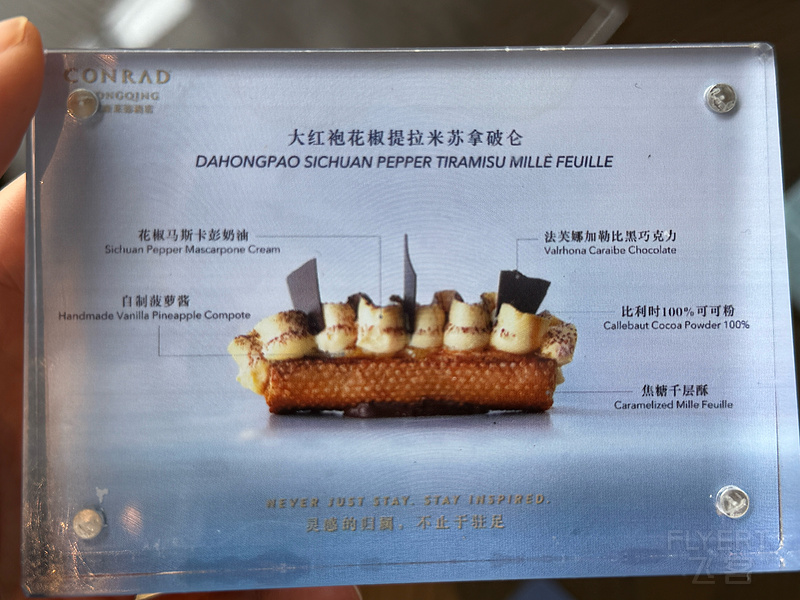 CONRAD
大红袍花椒提拉米苏拿破仑
DAHONGPAO SICHUAN PEPPER TIRAMISU MILLE FEUILLE
花椒马斯卡彭奶油
Sichuan Pepper Mascarpone Cream
法芙娜加勒比黑巧克力
Valrhona Caraibe Chocolate
自制菠萝酱
Handmade Vanilla Pineapple Compote
比利时100%可可粉
Callebaut Cocoa Powder 100%
焦糖千层酥
Caramelized Mille Feuille
NEVER JUST STAY. STAY INSPIRED.
灵感的归属，不止于驻足
FLYERT
飞客